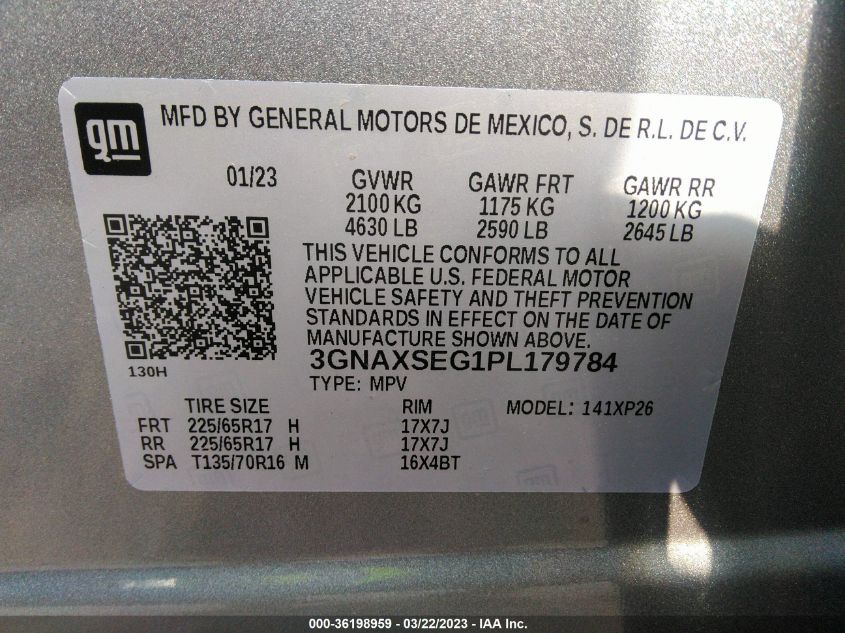 gm
MFD BY GENERAL MOTORS DE MEXICO, S. DE R.L. DE C.V.
01/23 GVWR GAWR FRT GAWR RR
2100 KG 1175 KG 1200 KG
4630 LB 2590 LB 2645 LB
THIS VEHICLE CONFORMS TO ALL
APPLICABLE U.S. FEDERAL MOTOR
VEHICLE SAFETY AND THEFT PREVENTION
STANDARDS IN EFFECT ON THE DATE OF
MANUFACTURE SHOWN ABOVE.
3GNAXSEG1PL179784
130H
TYPE: MPV
TIRE SIZE RIM MODEL: 141XP26
FRT 225/65R17 H 17X7J
RR 225/65R17 H 17X7J
SPA T135/70R16 M 16X4BT
000-36198959 — 03/22/2023 — IAA Inc.